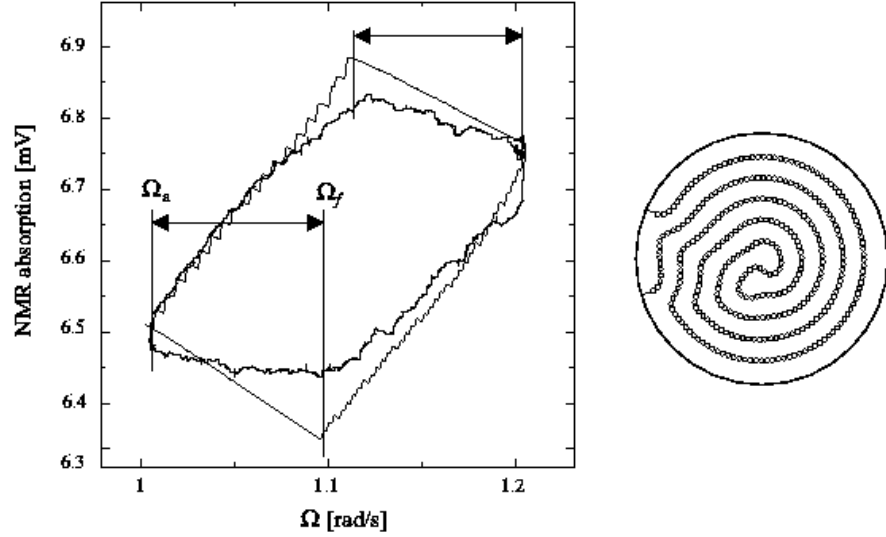 6.9
6.8
6.7
6.6
6.5
6.4
6.3
NMR absorption [mV]
Ωa
Ωf
1
1.1
1.2
Ω [rad/s]